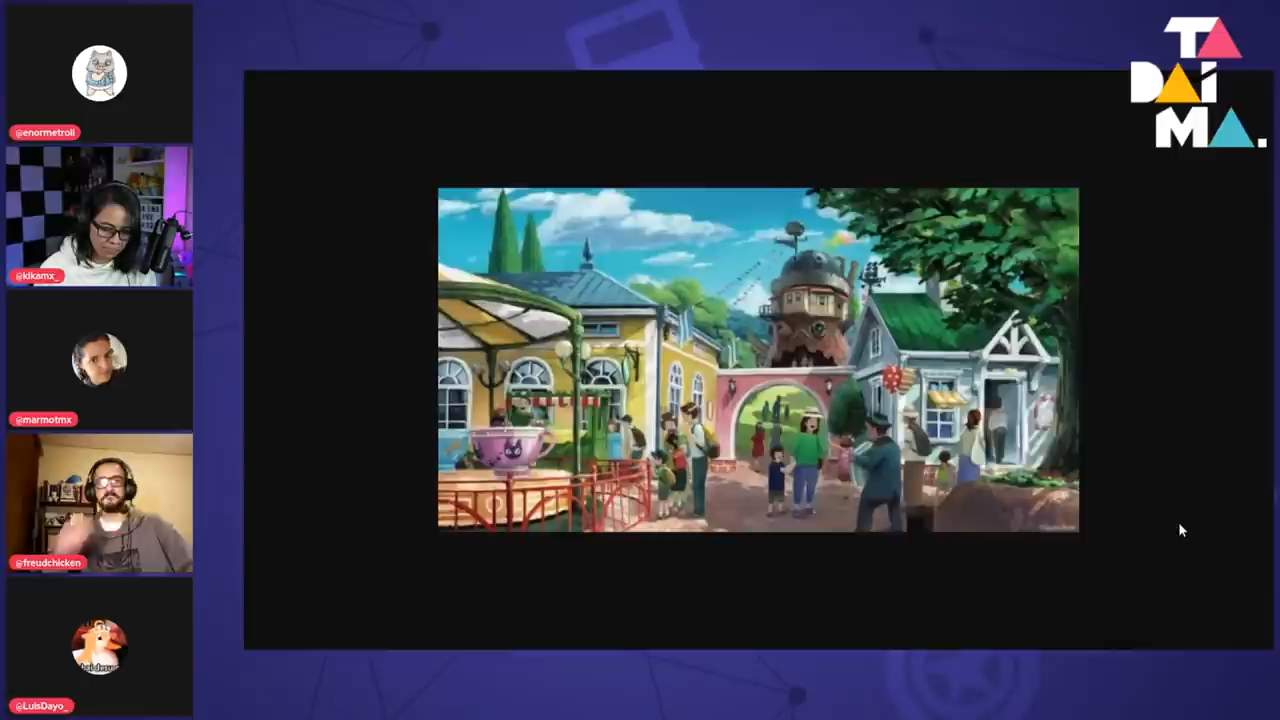 @enormetroll
@kikamx_
@marmotmx
@freudchicken
@LuisDayo_
TA
DAI
MA.